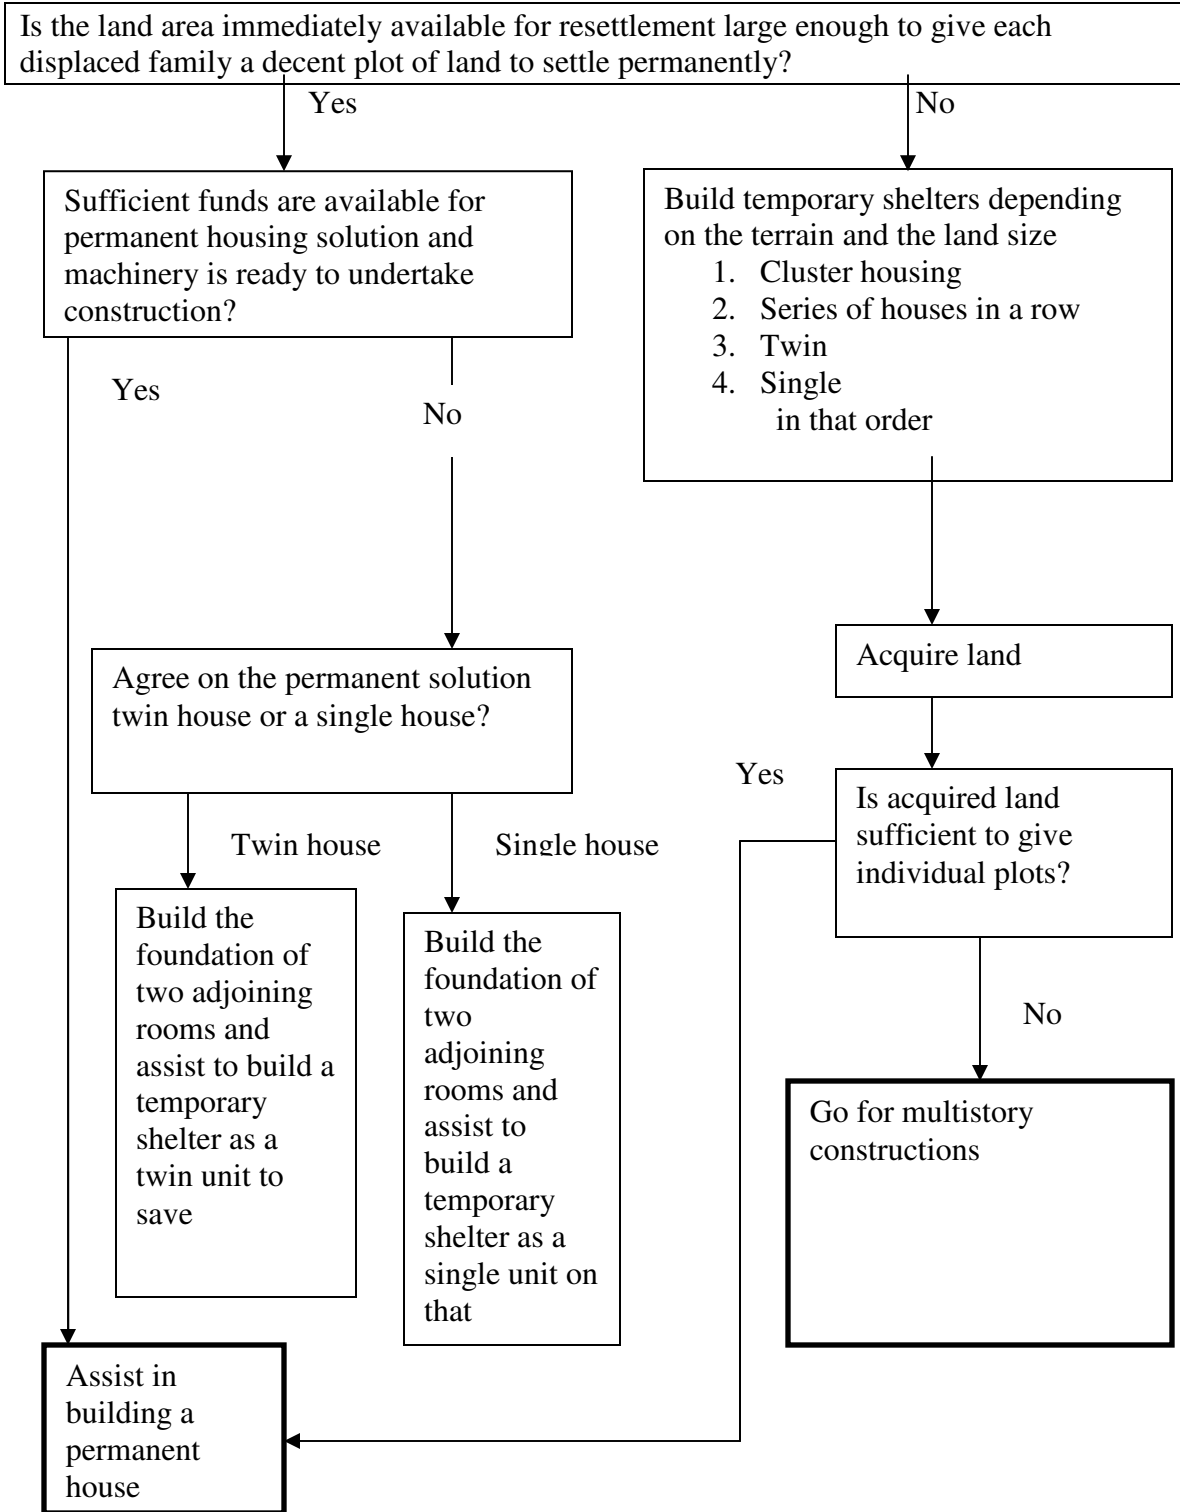 Is the land area immediately available for resettlement large enough to give each
displaced family a decent plot of land to settle permanently?
Yes
No
Sufficient funds are available for
permanent housing solution and
machinery is ready to undertake
construction?
Build temporary shelters depending
on the terrain and the land size
1. Cluster housing
2. Series of houses in a row
3. Twin
4. Single
in that order
Yes
No
Agree on the permanent solution
twin house or a single house?
Acquire land
Yes
Is acquired land
sufficient to give
individual plots?
Twin house
Single house
Build the
foundation of
two adjoining
rooms and
assist to build a
temporary
shelter as a
twin unit to
save
Build the
foundation of
two
adjoining
rooms and
assist to
build a
temporary
shelter as a
single unit on
that
No
Go for multistory
constructions
Assist in
building a
permanent
house